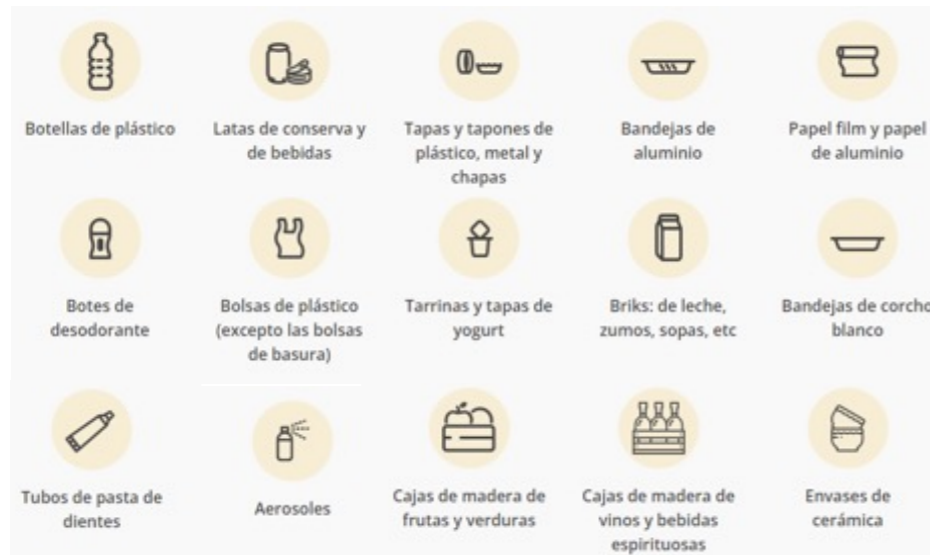 Botellas de plástico
Latas de conserva y
de bebidas
Tapas y tapones de
plástico, metal y
chapas
Bandejas de
aluminio
Papel film y papel
de aluminio
Botes de
desodorante
Bolsas de plástico
(excepto las bolsas
de basura)
Tarrinas y tapas de
yogurt
Briks: de leche,
zumos, sopas, etc
Bandejas de corcho
blanco
Tubos de pasta de
dientes
Aerosoles
Cajas de madera de
frutas y verduras
Cajas de madera de
vinos y bebidas
espirituosas
Envases de
cerámica